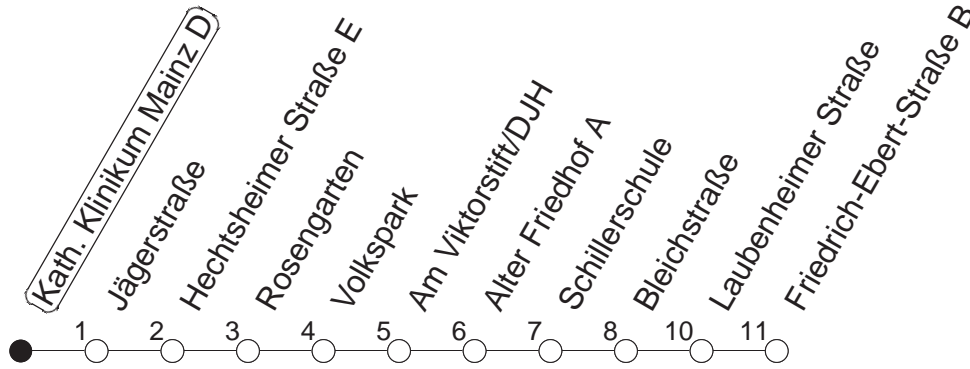 Kath. Klinikum Mainz D
Jägerstraße
Hechtsheimer Straße E
Rosengarten
Volkspark
Am Viktorstift/DJH
Alter Friedhof A
Schillerschule
Bleichstraße
Laubenheimer Straße
Friedrich-Ebert-Straße B
1 2 3 4 5 6 7 8 10 11